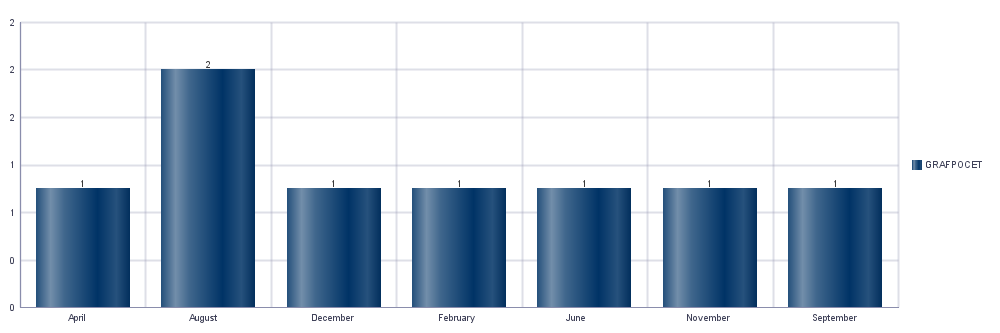 2
2
2
1
1
0
0
1
2
1
1
1
1
1
April
August
December
February
June
November
September
GRAFPOCET